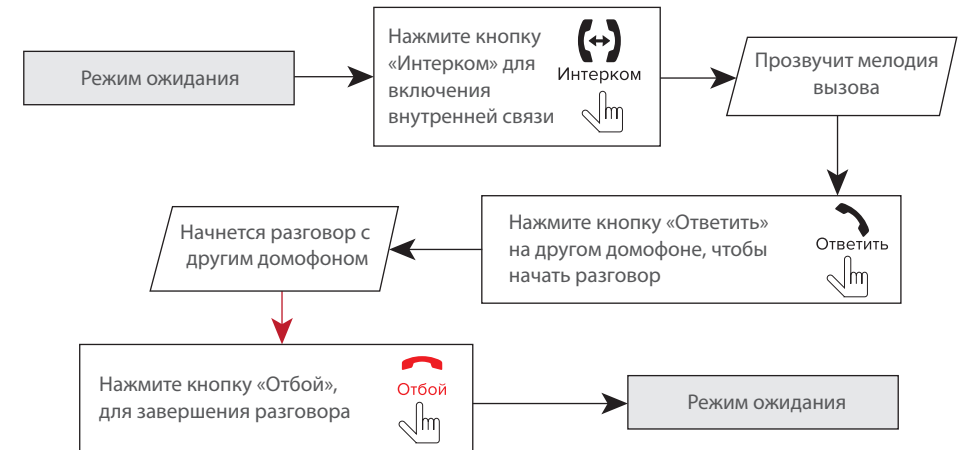 Режим ожидания
Нажмите кнопку
«Интерком» для
включения
внутренней связи
Интерком
Прозвучит мелодия
вызова
Нажмите кнопку «Ответить»
на другом домофоне, чтобы
начать разговор
Ответить
Начнется разговор с
другим домофоном
Нажмите кнопку «Отбой»,
для завершения разговора
Отбой
Режим ожидания